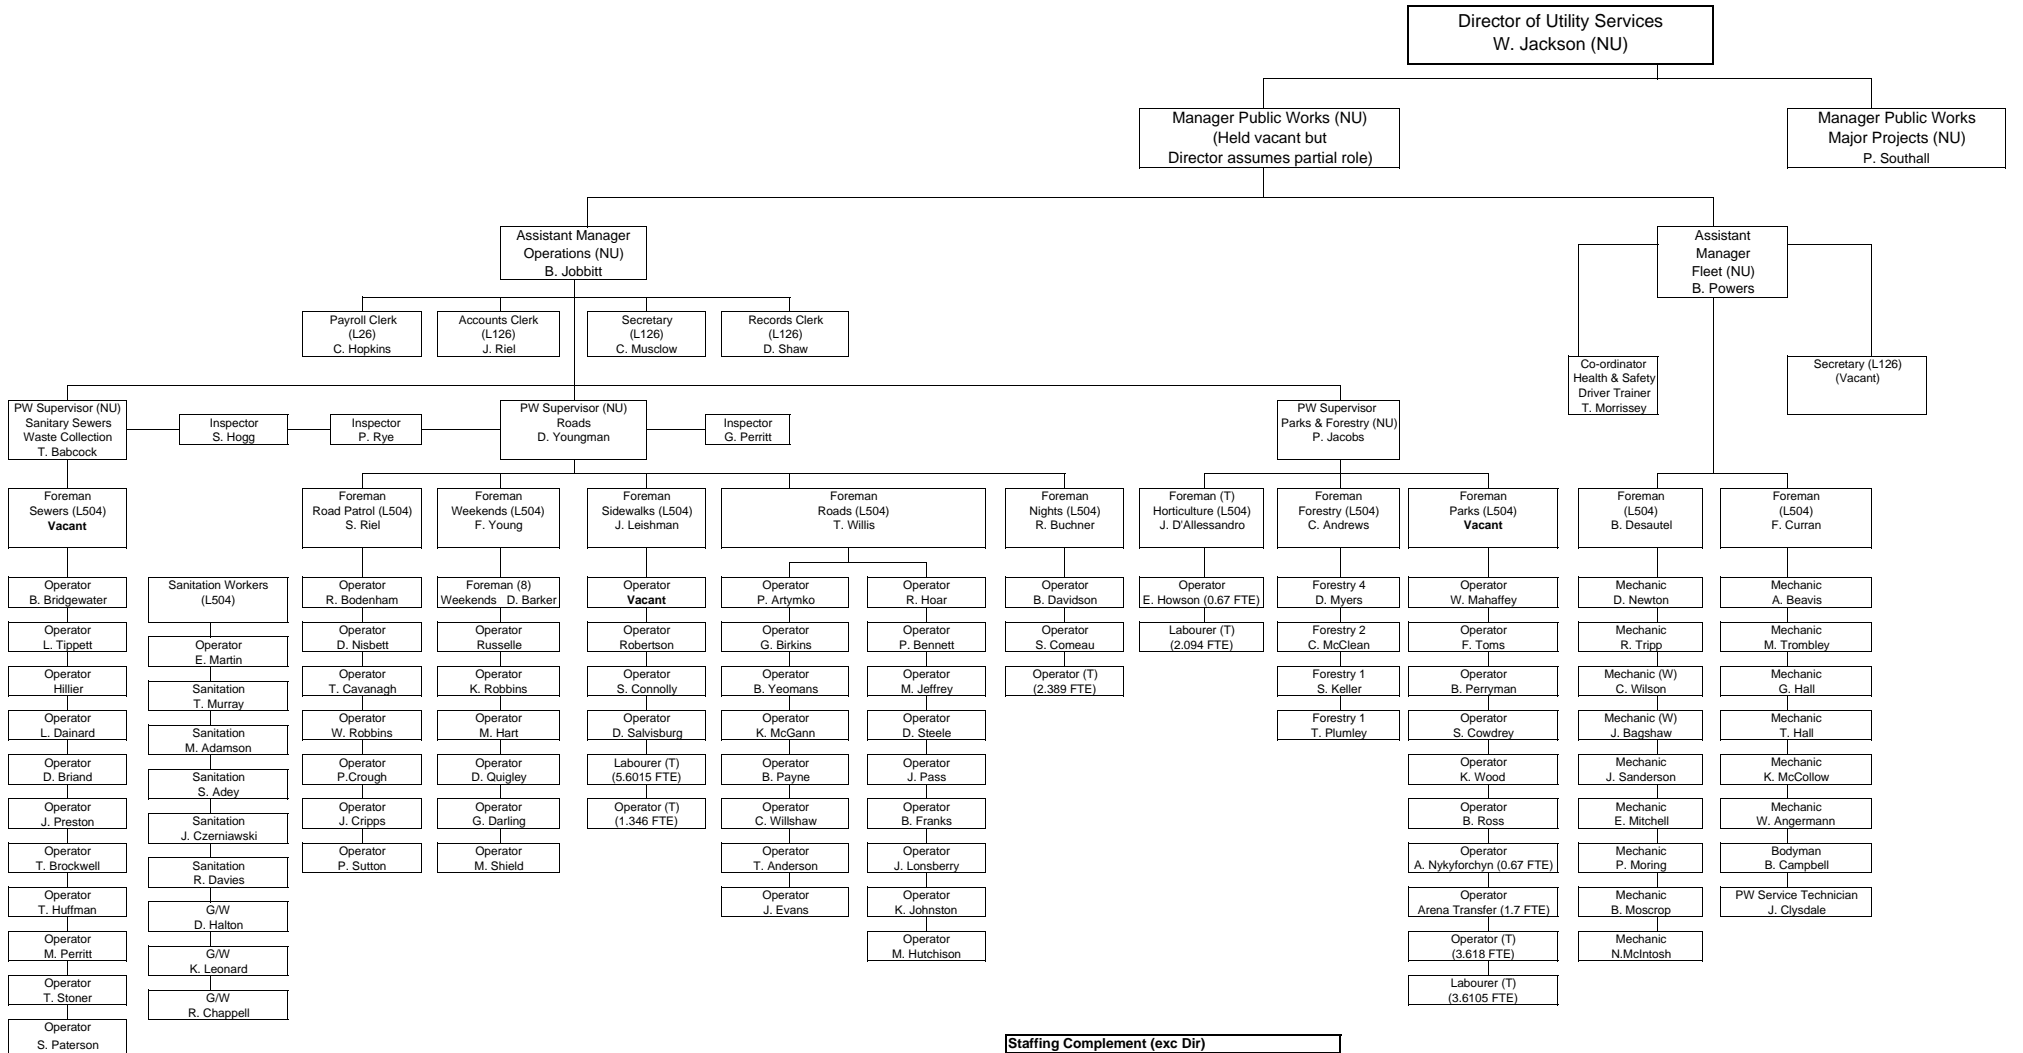 Director of Utility Services
W. Jackson (NU)
Manager Public Works (NU)
(Held vacant but
Director assumes partial role)
Manager Public Works
Major Projects (NU)
P. Southall
Assistant Manager
Operations (NU)
B. Jobbitt
Assistant
Manager
Fleet (NU)
B. Powers
Payroll Clerk
(L26)
C. Hopkins
Accounts Clerk
(L126)
J. Riel
Secretary
(L126)
C. Musclow
Records Clerk
(L126)
D. Shaw
Co-ordinator
Health & Safety
Driver Trainer
T. Morrissey
Secretary (L126)
(Vacant)
PW Supervisor (NU)
Sanitary Sewers
Waste Collection
T. Babcock
Inspector
S. Hogg
Inspector
P. Rye
PW Supervisor (NU)
Roads
D. Youngman
Inspector
G. Perritt
PW Supervisor
Parks & Forestry (NU)
P. Jacobs
Foreman
Sewers (L504)
Vacant
Operator
B. Bridgewater
Operator
L. Tippett
Operator
Hillier
Operator
L. Dainard
Operator
D. Briand
Operator
J. Preston
Operator
T. Brockwell
Operator
T. Huffman
Operator
M. Perritt
Operator
T. Stoner
Operator
S. Paterson
Sanitation Workers
(L504)
Operator
E. Martin
Sanitation
T. Murray
Sanitation
M. Adamson
Sanitation
S. Adey
Sanitation
J. Czerniawski
Sanitation
R. Davies
G/W
D. Halton
G/W
K. Leonard
G/W
R. Chappell
Foreman
Road Patrol (L504)
S. Riel
Operator
R. Bodenham
Operator
D. Nisbett
Operator
T. Cavanagh
Operator
W. Robbins
Operator
P.Crough
Operator
J. Cripps
Operator
P. Sutton
Foreman
Weekends (L504)
F. Young
Foreman (8)
Weekends D. Barker
Operator
Russelle
Operator
K. Robbins
Operator
M. Hart
Operator
D. Quigley
Operator
G. Darling
Operator
M. Shield
Foreman
Sidewalks (L504)
J. Leishman
Operator
Vacant
Operator
Robertson
Operator
S. Connolly
Operator
D. Salvisburg
Labourer (T)
(5.6015 FTE)
Operator (T)
(1.346 FTE)
Foreman
Roads (L504)
T. Willis
Operator
P. Artymko
Operator
G. Birkins
Operator
B. Yeomans
Operator
K. McGann
Operator
B. Payne
Operator
C. Willshaw
Operator
T. Anderson
Operator
J. Evans
Operator
R. Hoar
Operator
P. Bennett
Operator
M. Jeffrey
Operator
D. Steele
Operator
J. Pass
Operator
B. Franks
Operator
J. Lonsberry
Operator
K. Johnston
Operator
M. Hutchison
Foreman
Nights (L504)
R. Buchner
Operator
B. Davidson
Operator
S. Comeau
Operator (T)
(2.389 FTE)
Foreman (T)
Horticulture (L504)
J. D'Allessandro
Operator
E. Howson (0.67 FTE)
Labourer (T)
(2.094 FTE)
Foreman
Forestry (L504)
C. Andrews
Forestry 4
D. Myers
Forestry 2
C. McClean
Forestry 1
S. Keller
Forestry 1
T. Plumley
Foreman
Parks (L504)
Vacant
Operator
W. Mahaffey
Operator
F. Toms
Operator
B. Perryman
Operator
S. Cowdrey
Operator
K. Wood
Operator
B. Ross
Operator
A. Nykyforchyn (0.67 FTE)
Operator
Arena Transfer (1.7 FTE)
Operator (T)
(3.618 FTE)
Labourer (T)
(3.6105 FTE)
Foreman
(L504)
B. Desautel
Mechanic
D. Newton
Mechanic
R. Tripp
Mechanic (W)
C. Wilson
Mechanic (W)
J. Bagshaw
Mechanic
J. Sanderson
Mechanic
E. Mitchell
Mechanic
P. Moring
Mechanic
B. Moscrop
Mechanic
N.McIntosh
Foreman
(L504)
F. Curran
Mechanic
A. Beavis
Mechanic
M. Trombley
Mechanic
G. Hall
Mechanic
T. Hall
Mechanic
K. McCollow
Mechanic
W. Angermann
Bodyman
B. Campbell
PW Service Technician
J. Clysdale
Staffing Complement (exc Dir)